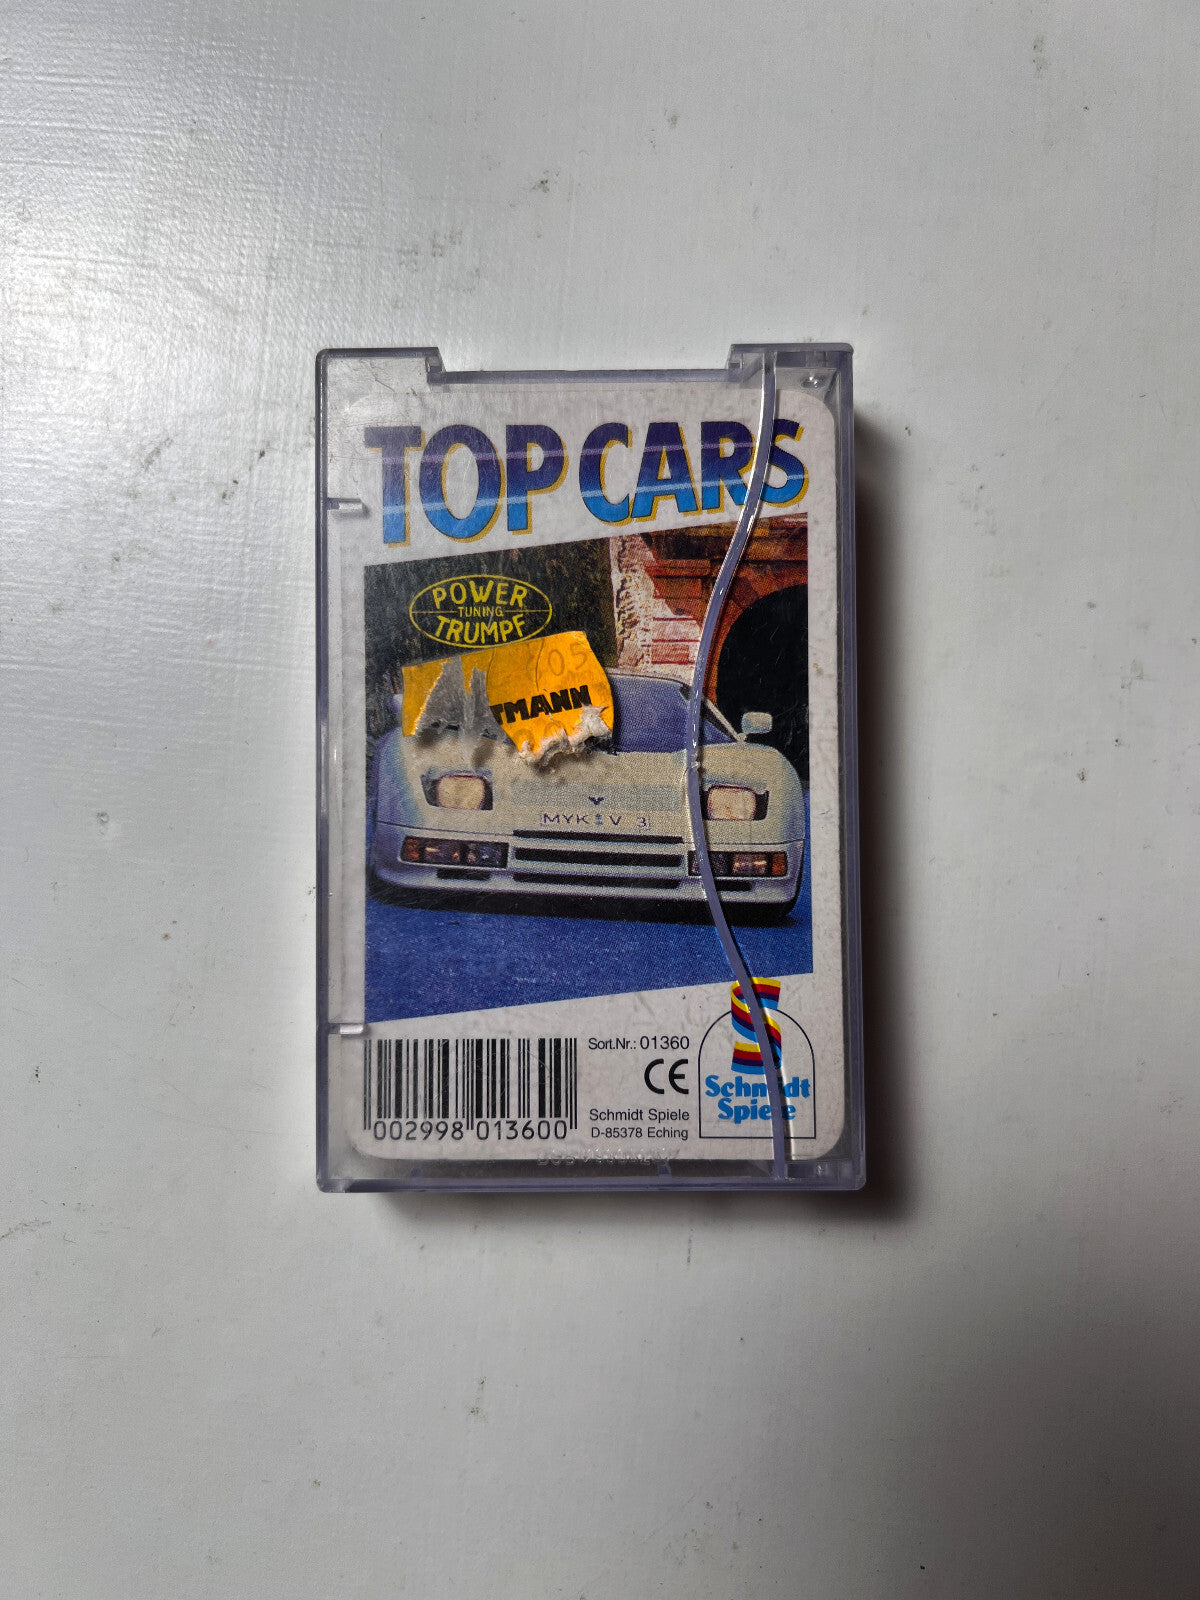 TOP CARS
POWER
TUNING
TRUMPF
805
TMANN
MYK V 3
Sort.Nr.: 01360
CE
Schmidt Spiele
D-85378 Eching
002998 013600
Schmidt
Spiele